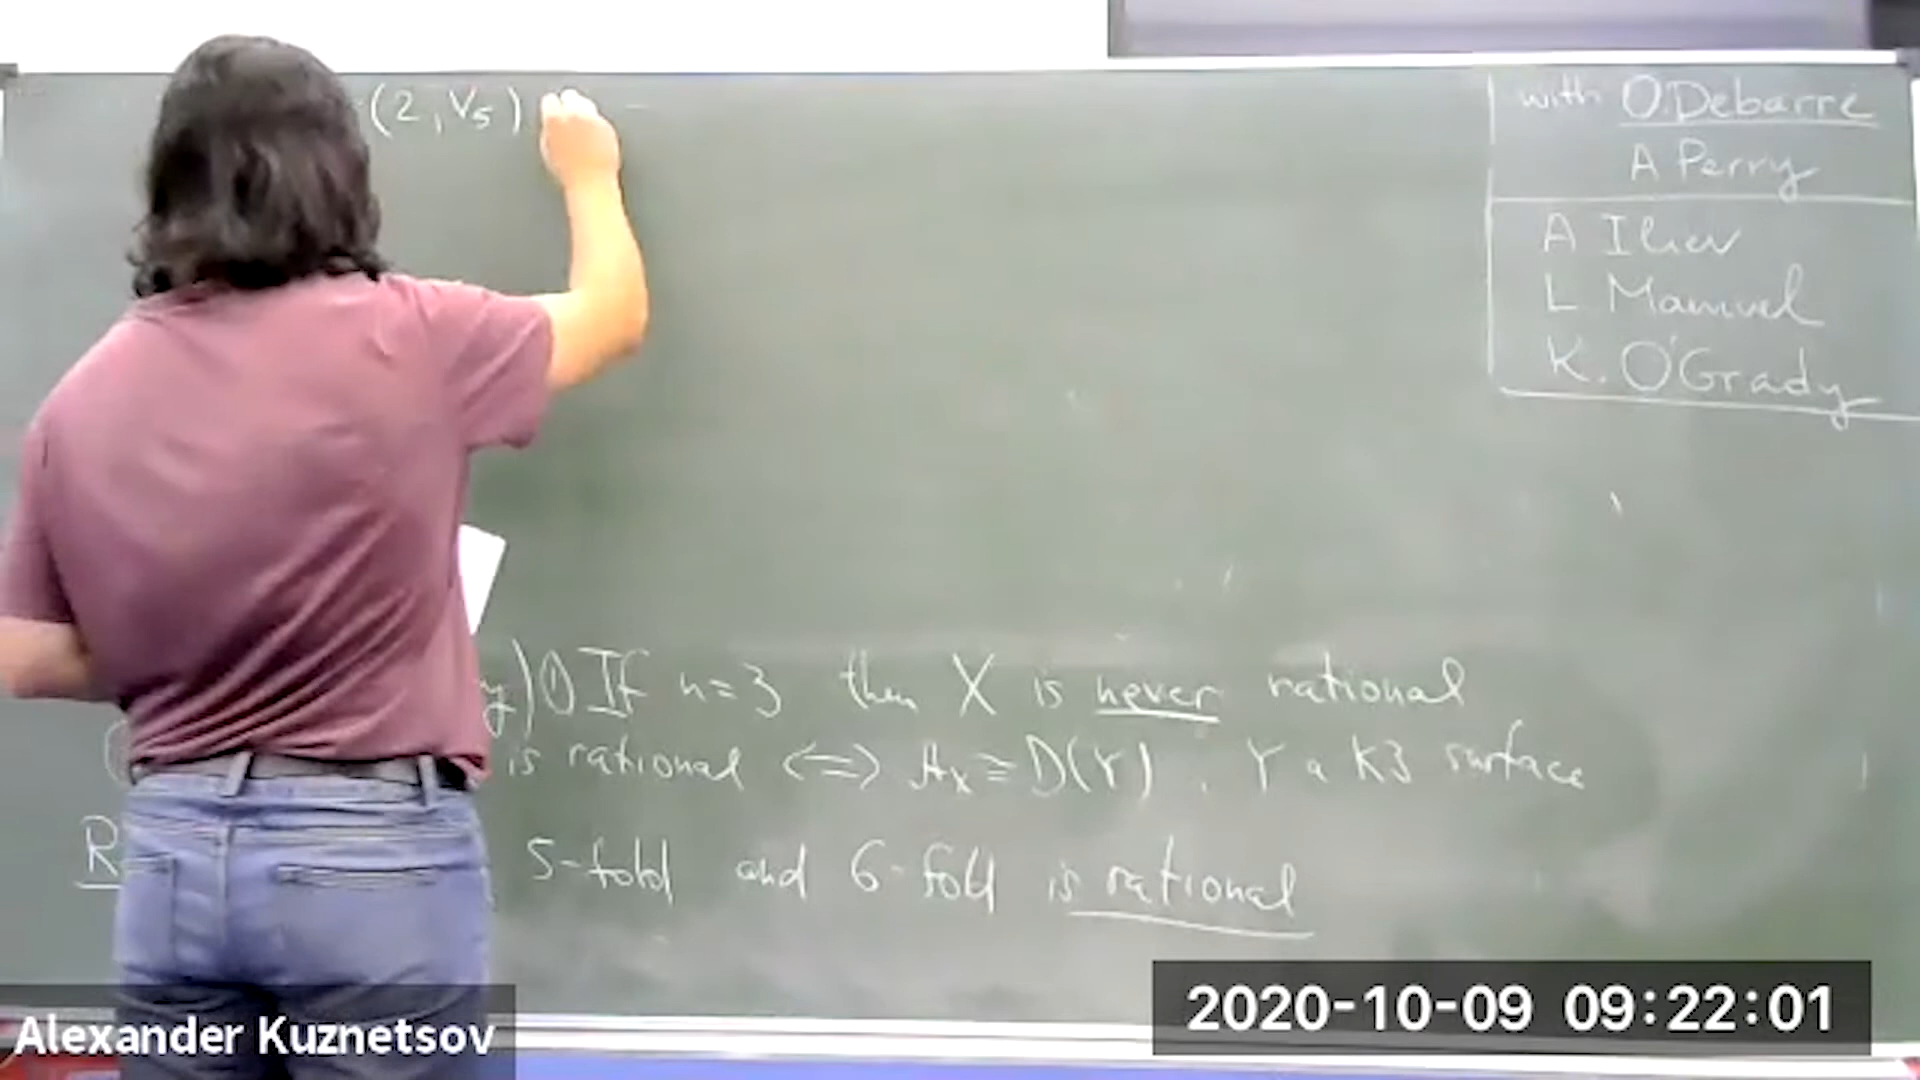 (2, V₅)
with O. Debarre
A Perry
A Iliev
L. Manivel
K. O'Grady
y) ① If n=3 then X is never rational
is rational <=> A_X ≅ D(Y), Y a K3 surface
R 5-fold and 6-fold is rational
Alexander Kuznetsov
2020-10-09 09:22:01